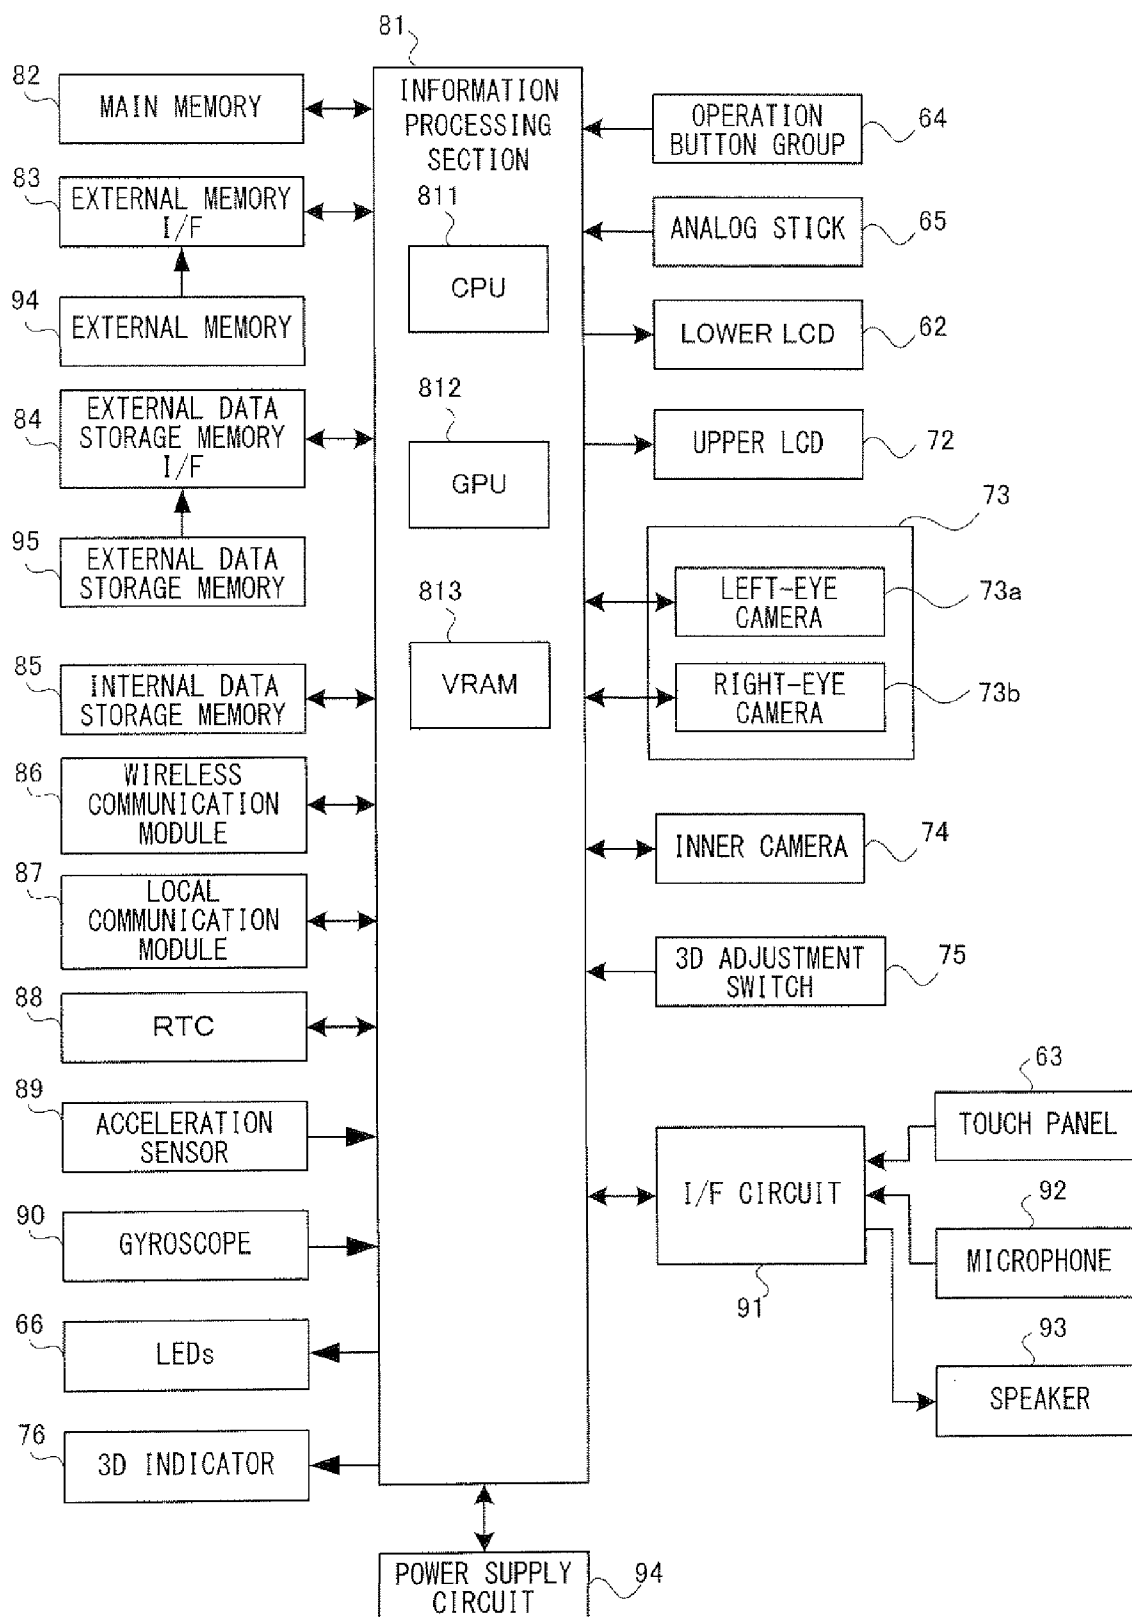 81
INFORMATION
PROCESSING
SECTION
82
MAIN MEMORY
83
EXTERNAL MEMORY
I/F
94
EXTERNAL MEMORY
84
EXTERNAL DATA
STORAGE MEMORY
I/F
95
EXTERNAL DATA
STORAGE MEMORY
85
INTERNAL DATA
STORAGE MEMORY
86
WIRELESS
COMMUNICATION
MODULE
87
LOCAL
COMMUNICATION
MODULE
88
RTC
89
ACCELERATION
SENSOR
90
GYROSCOPE
66
LEDs
76
3D INDICATOR
811
CPU
812
GPU
813
VRAM
OPERATION
BUTTON GROUP
64
ANALOG STICK
65
LOWER LCD
62
UPPER LCD
72
73
LEFT-EYE
CAMERA
73a
RIGHT-EYE
CAMERA
73b
INNER CAMERA
74
3D ADJUSTMENT
SWITCH
75
I/F CIRCUIT
91
63
TOUCH PANEL
92
MICROPHONE
93
SPEAKER
POWER SUPPLY
CIRCUIT
94